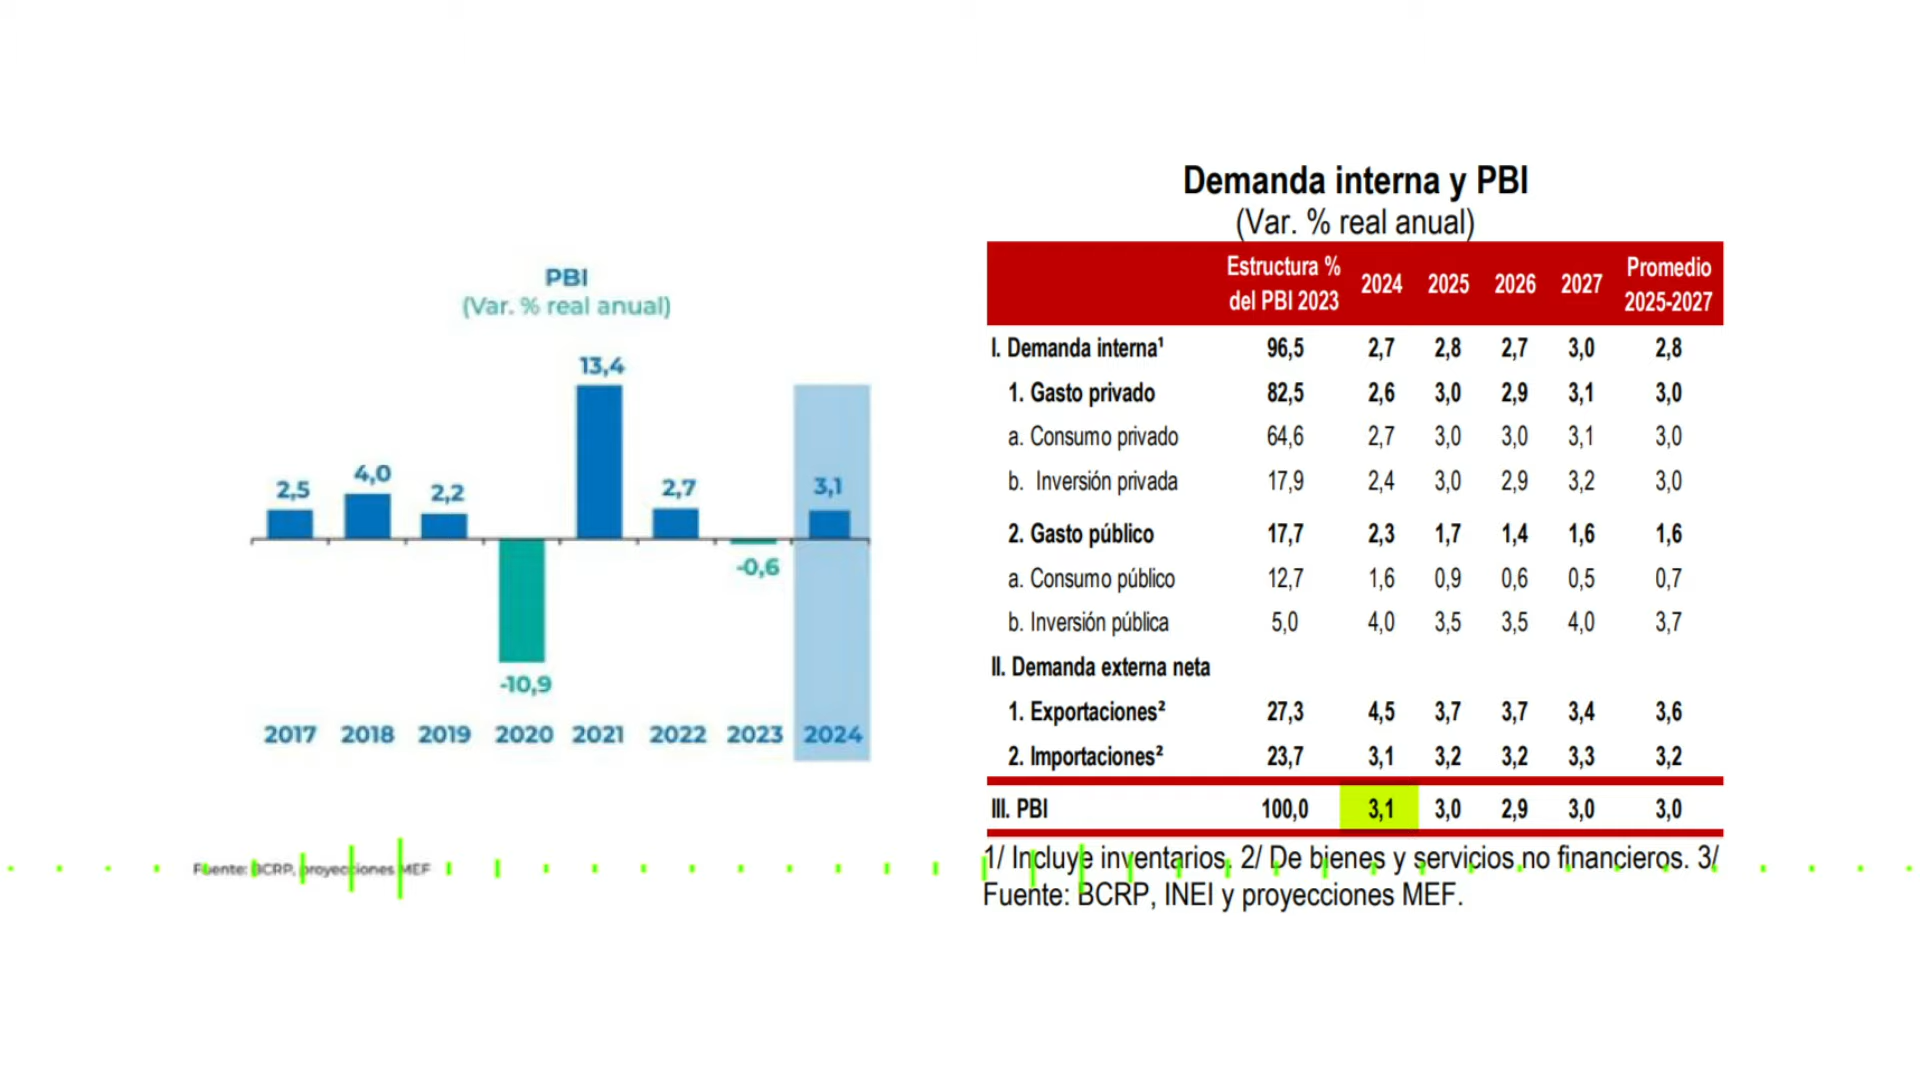 PBI
(Var. % real anual)
13,4
4,0
2,5
2,2
2,7
3,1
-0,6
-10,9
2017 2018 2019 2020 2021 2022 2023 2024
Fuente: BCRP, proyecciones MEF
Demanda interna y PBI
(Var. % real anual)
Estructura % del PBI 2023 2024 2025 2026 2027 Promedio 2025-2027
I. Demanda interna¹ 96,5 2,7 2,8 2,7 3,0 2,8
1. Gasto privado 82,5 2,6 3,0 2,9 3,1 3,0
a. Consumo privado 64,6 2,7 3,0 3,0 3,1 3,0
b. Inversión privada 17,9 2,4 3,0 2,9 3,2 3,0
2. Gasto público 17,7 2,3 1,7 1,4 1,6 1,6
a. Consumo público 12,7 1,6 0,9 0,6 0,5 0,7
b. Inversión pública 5,0 4,0 3,5 3,5 4,0 3,7
II. Demanda externa neta
1. Exportaciones² 27,3 4,5 3,7 3,7 3,4 3,6
2. Importaciones² 23,7 3,1 3,2 3,2 3,3 3,2
III. PBI 100,0 3,1 3,0 2,9 3,0 3,0
1/ Incluye inventarios. 2/ De bienes y servicios no financieros. 3/
Fuente: BCRP, INEI y proyecciones MEF.